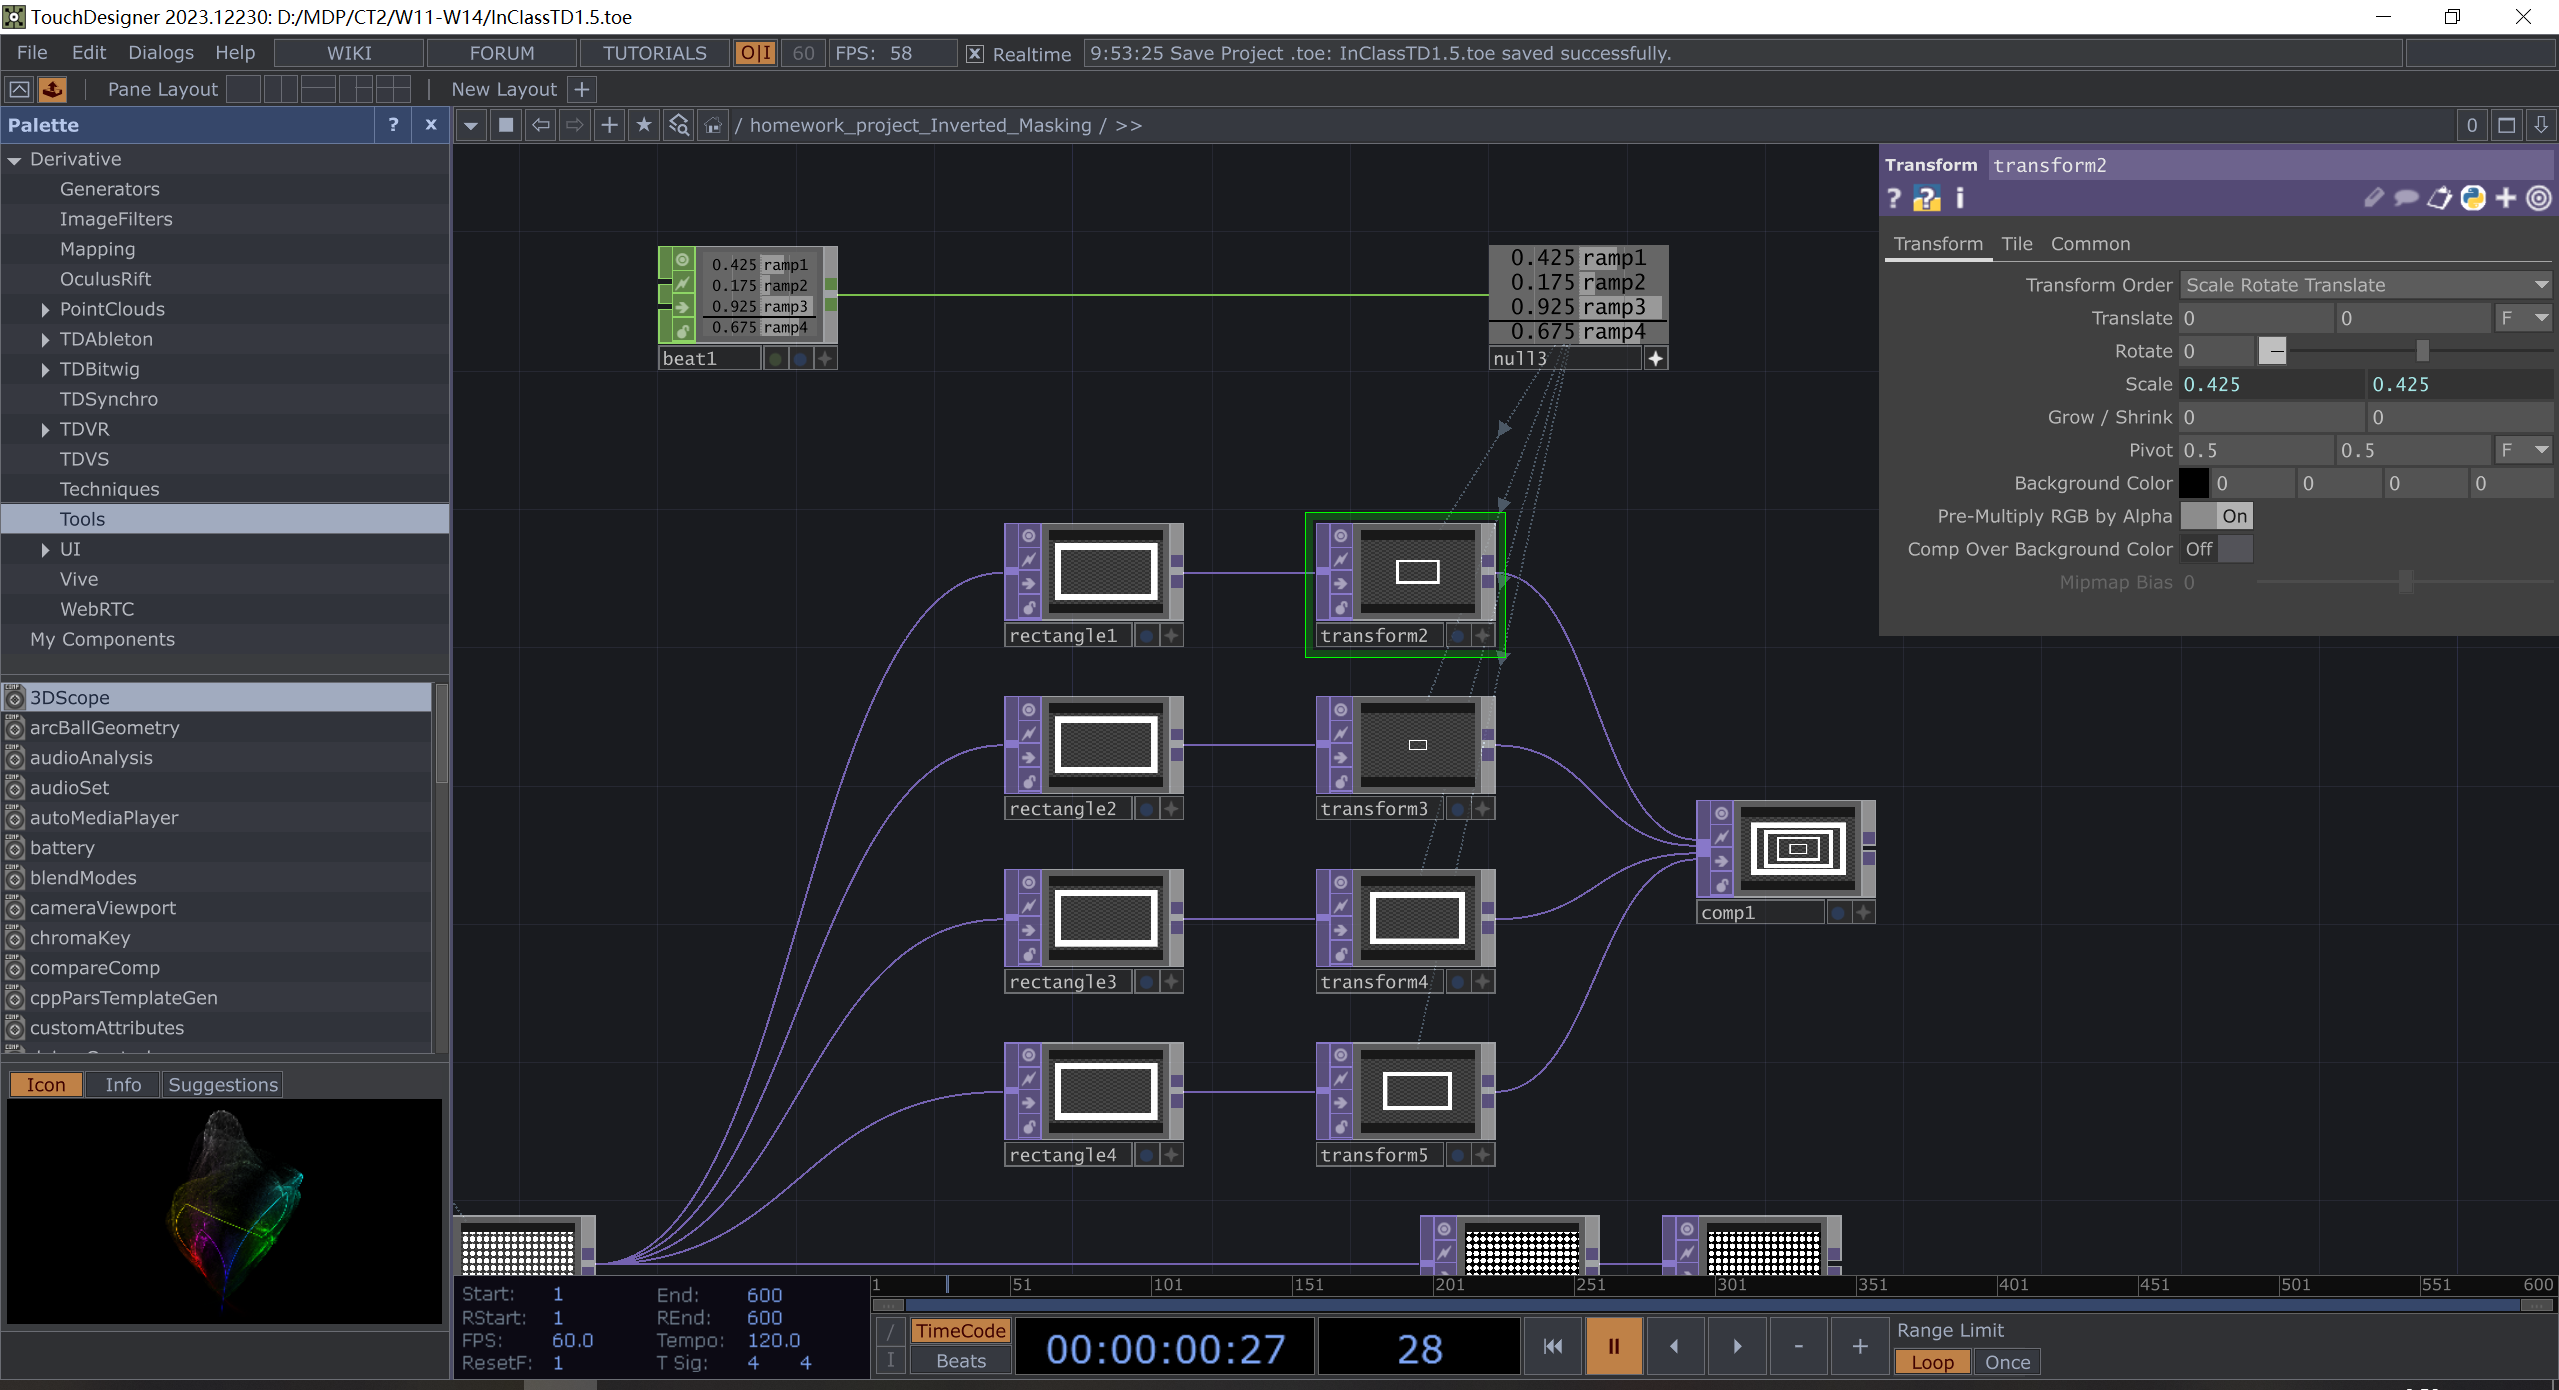 TouchDesigner 2023.12230: D:/MDP/CT2/W11-W14/InClassTD1.5.toe
File Edit Dialogs Help WIKI FORUM TUTORIALS O|I 60 FPS: 58 Realtime 9:53:25 Save Project .toe: InClassTD1.5.toe saved successfully.
Pane Layout New Layout +
Palette ? x
/ homework_project_Inverted_Masking / >>
0
Derivative
Generators
ImageFilters
Mapping
OculusRift
PointClouds
TDAbleton
TDBitwig
TDSynchro
TDVR
TDVS
Techniques
Tools
UI
Vive
WebRTC
My Components
3DScope
arcBallGeometry
audioAnalysis
audioSet
autoMediaPlayer
battery
blendModes
cameraViewport
chromaKey
compareComp
cppParsTemplateGen
customAttributes
Icon Info Suggestions
0.425 ramp1
0.175 ramp2
0.925 ramp3
0.675 ramp4
beat1
0.425 ramp1
0.175 ramp2
0.925 ramp3
0.675 ramp4
null3
rectangle1
transform2
rectangle2
transform3
rectangle3
transform4
rectangle4
transform5
comp1
Transform transform2
? ? i
Transform Tile Common
Transform Order Scale Rotate Translate
Translate 0 0 F
Rotate 0
Scale 0.425 0.425
Grow / Shrink 0 0
Pivot 0.5 0.5 F
Background Color 0 0 0 0
Pre-Multiply RGB by Alpha On
Comp Over Background Color Off
Mipmap Bias 0
1 51 101 151 201 251 301 351 401 451 501 551 600
Start: 1 End: 600
RStart: 1 REnd: 600
FPS: 60.0 Tempo: 120.0
ResetF: 1 T Sig: 4 4
/ TimeCode
I Beats
00:00:00:27
28
- +
Range Limit
Loop Once